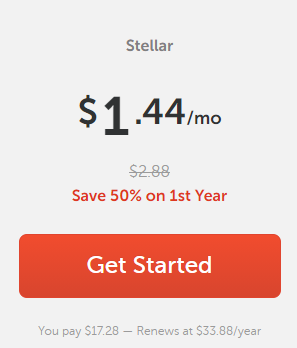 Stellar
$1.44/mo
$2.88
Save 50% on 1st Year
Get Started
You pay $17.28 — Renews at $33.88/year